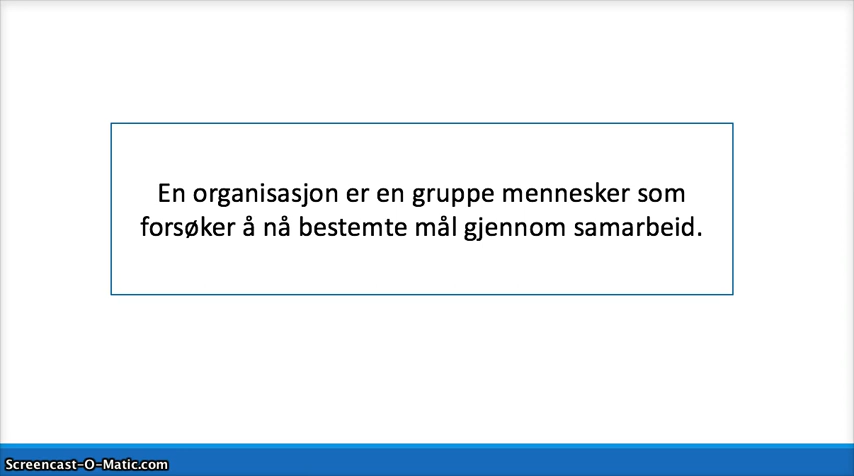 En organisasjon er en gruppe mennesker som
forsøker å nå bestemte mål gjennom samarbeid.
Screencast-O-Matic.com